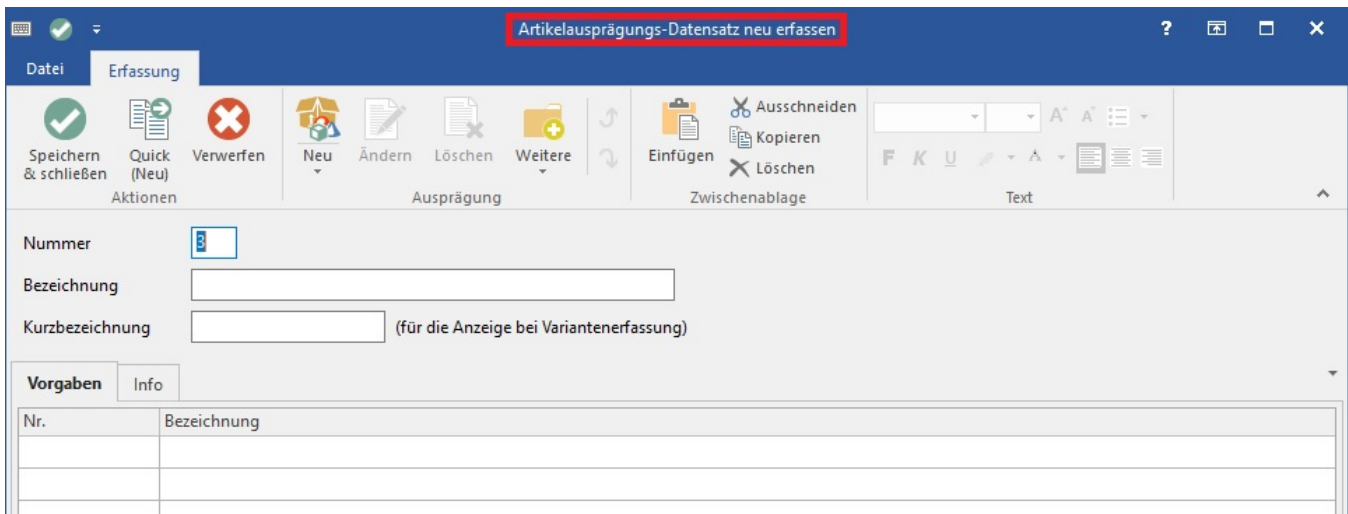 Artikelausprägungs-Datensatz neu erfassen ?
Datei Erfassung
Speichern & schließen
Quick (Neu)
Verwerfen
Neu
Ändern
Löschen
Weitere
Einfügen
Ausschneiden
Kopieren
Löschen
A A
F K U A
Aktionen Ausprägung Zwischenablage Text
Nummer 3
Bezeichnung
Kurzbezeichnung (für die Anzeige bei Variantenerfassung)
Vorgaben Info
Nr. Bezeichnung